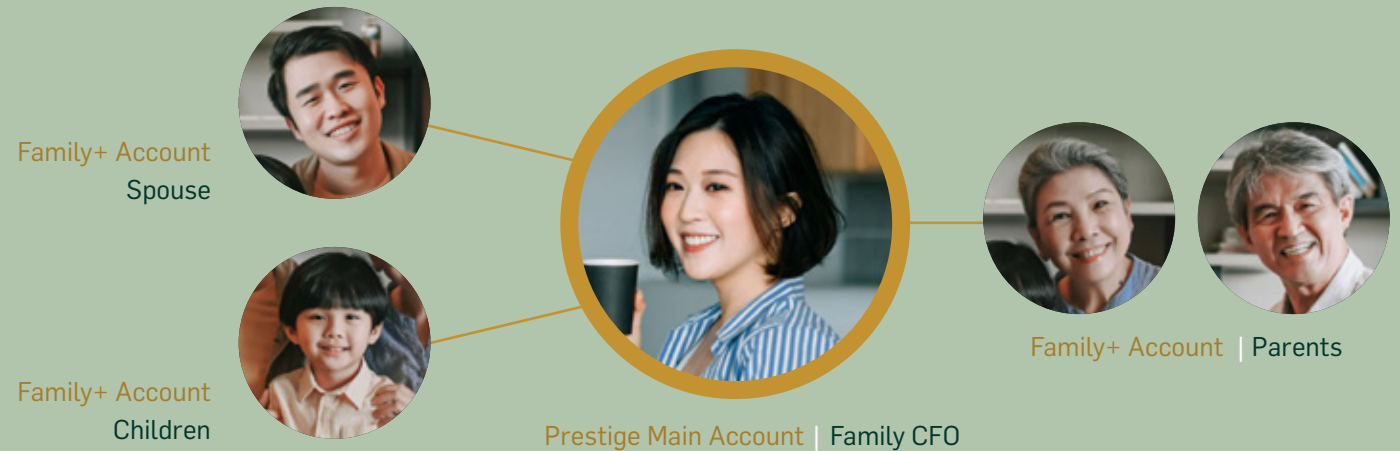 Family+ Account
Spouse
Family+ Account
Children
Prestige Main Account | Family CFO
Family+ Account | Parents